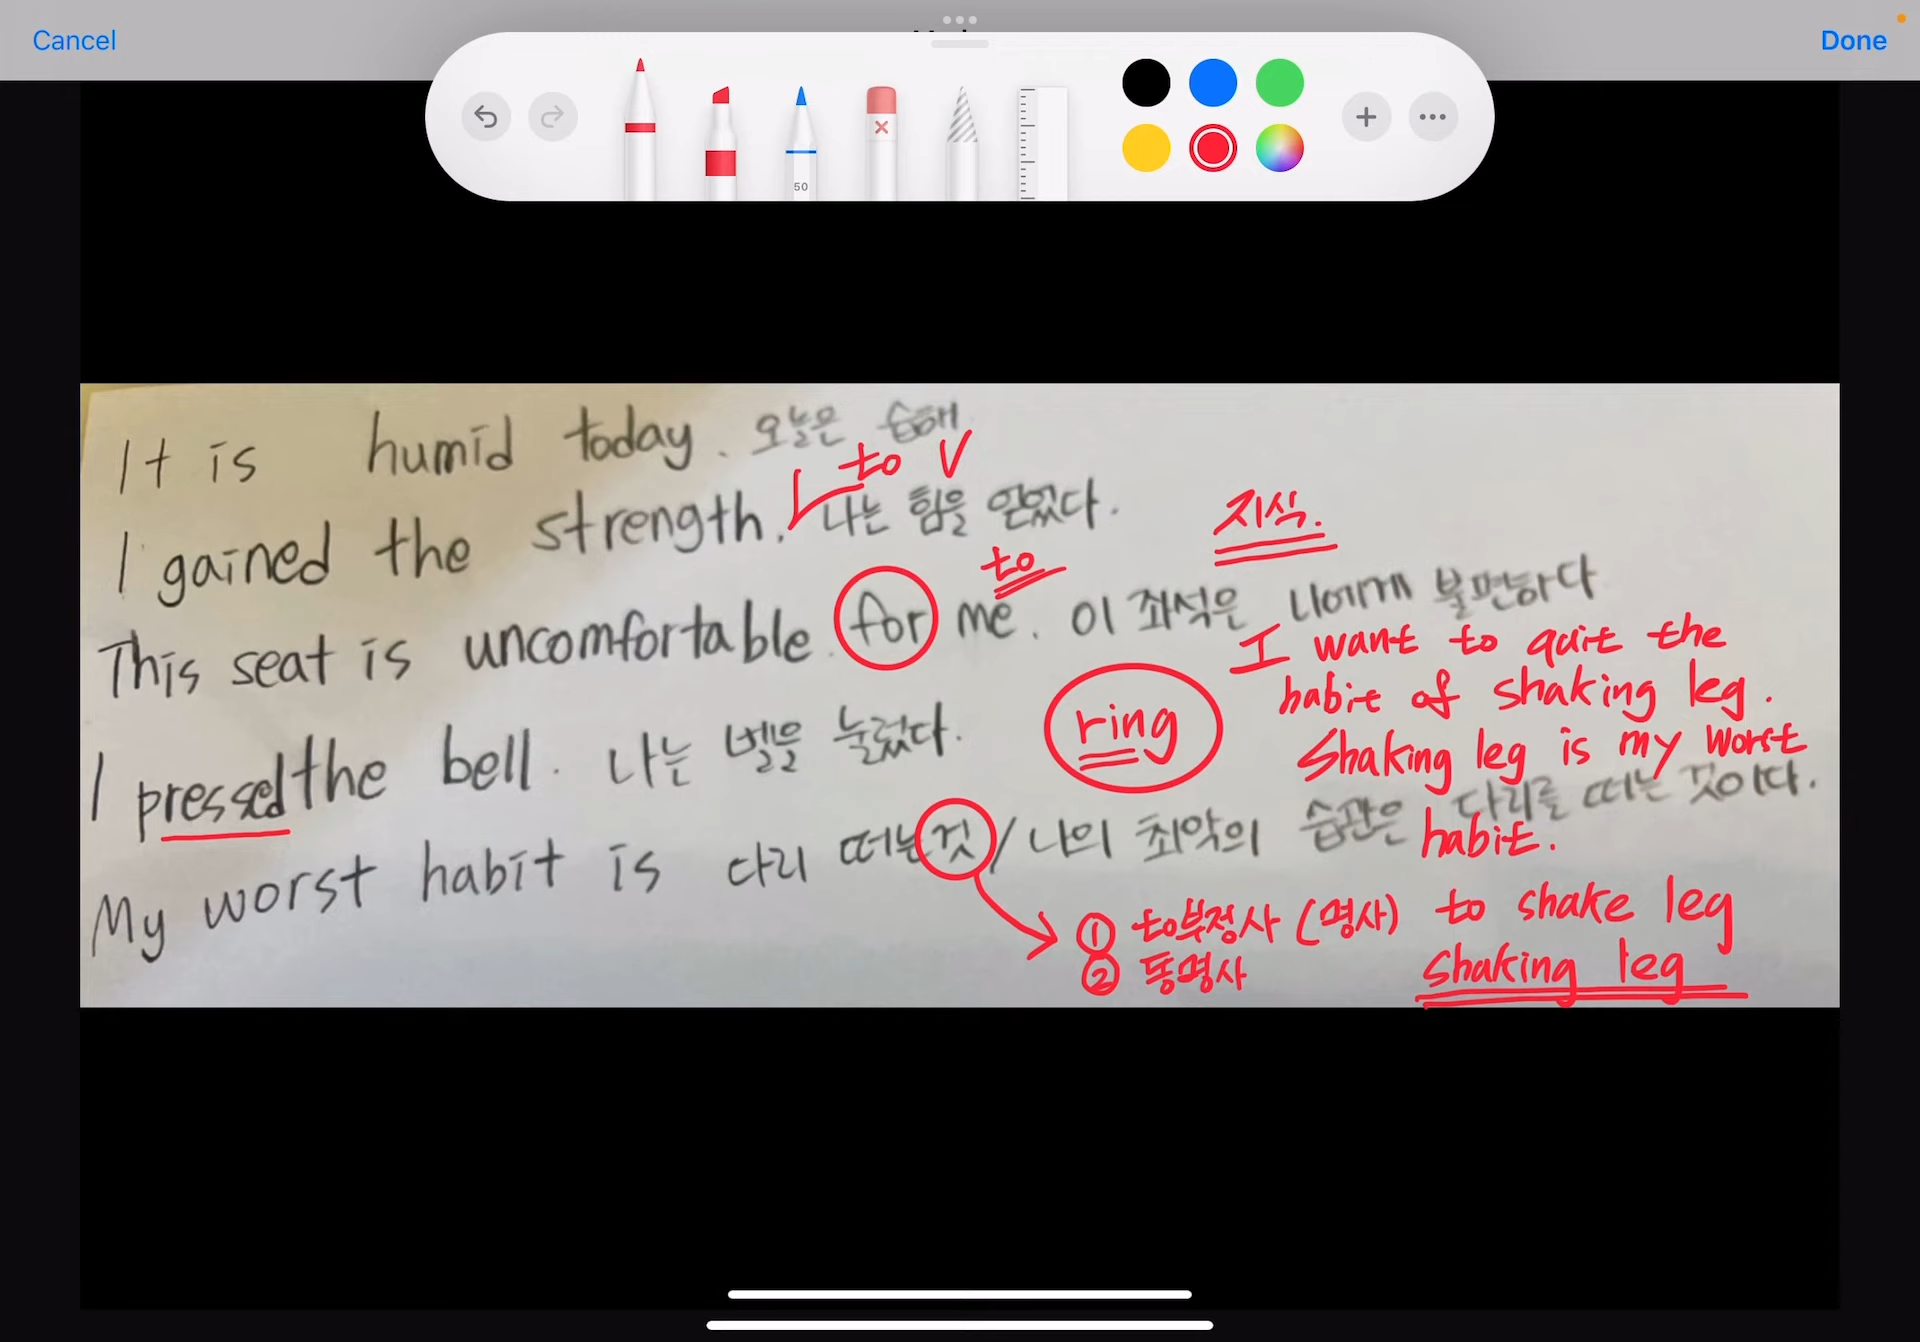 Cancel
Done
50
It is humid today. 오늘은 습해
to V
I gained the strength. 나는 힘을 얻었다.
지식.
to
This seat is uncomfortable for me. 이 좌석은 나에게 불편하다
I want to quit the
habit of shaking leg.
ring
Shaking leg is my worst
habit.
I pressed the bell. 나는 벨을 눌렀다.
My worst habit is 다리 떠는 것 / 나의 최악의 습관은 다리를 떠는 것이다.
① to부정사 (명사) to shake leg
② 동명사 shaking leg